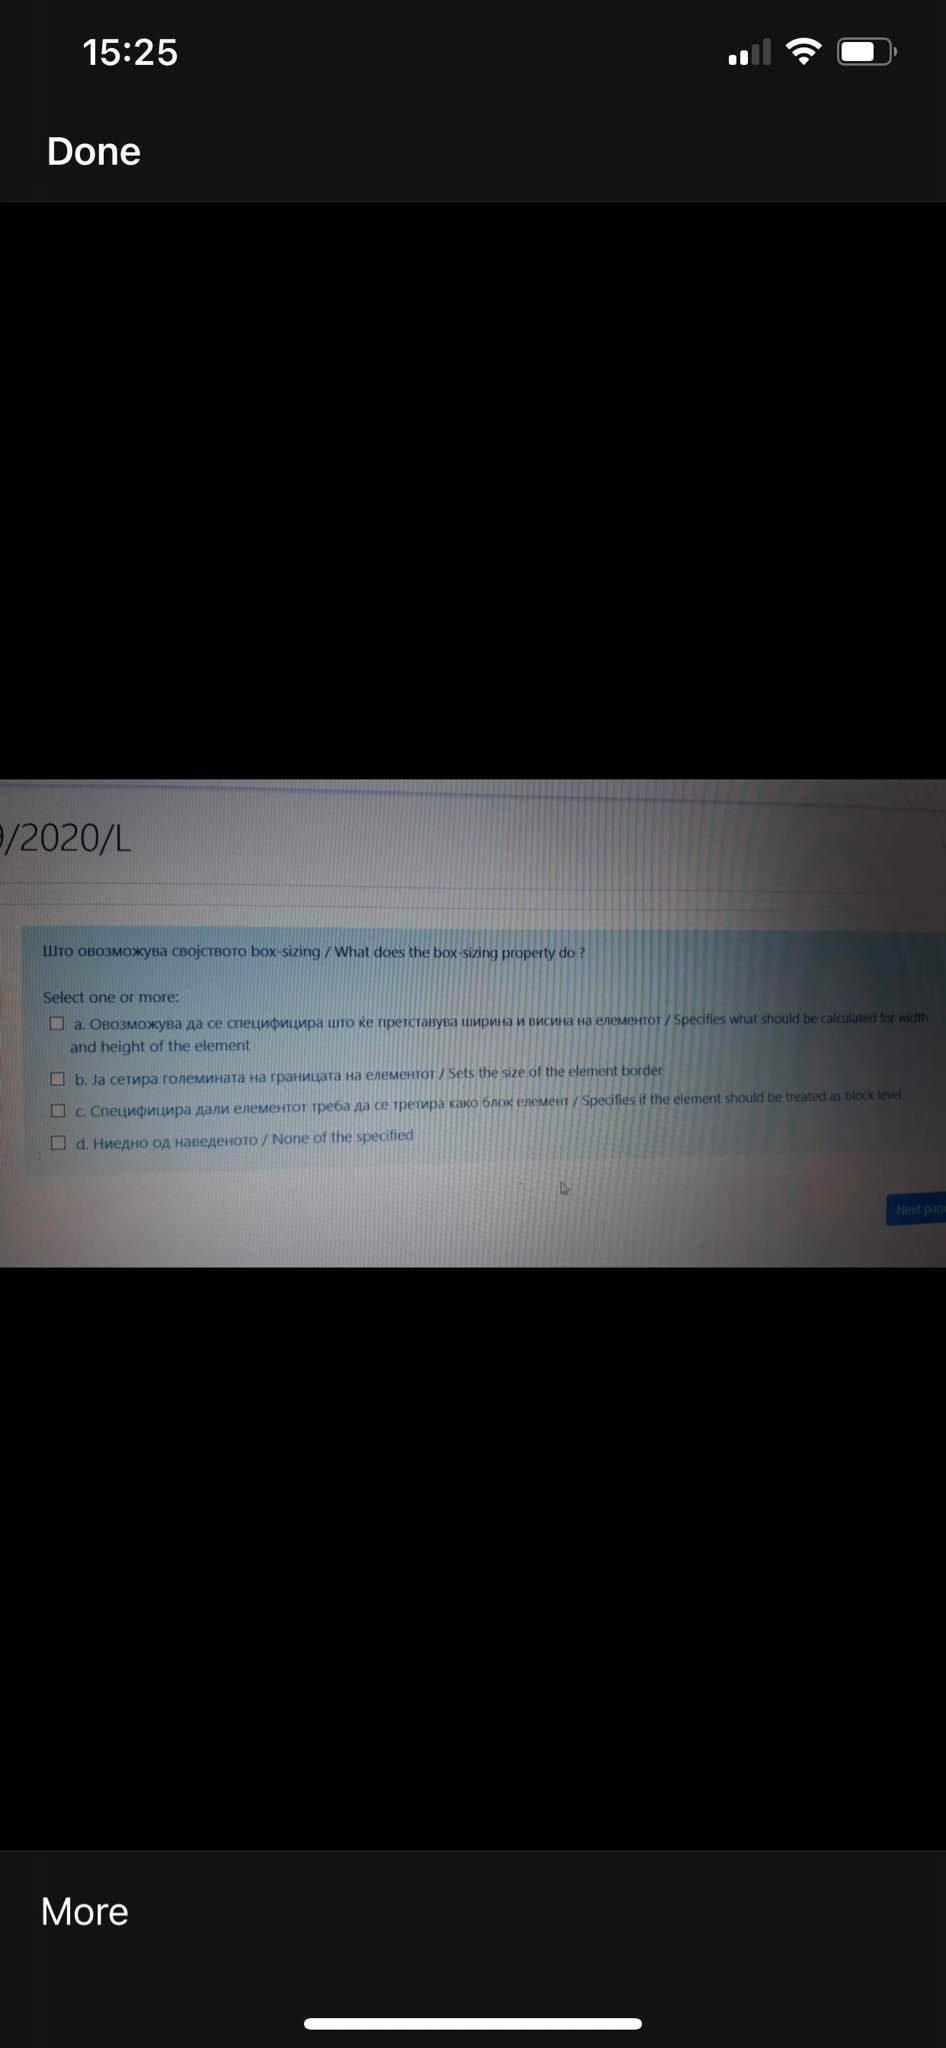 15:25
Done
/2020/L
Што овозможува својството box-sizing / What does the box-sizing property do ?
Select one or more:
a. Овозможува да се специфицира што ќе претставува ширина и висина на елементот / Specifies what should be calculated for width
and height of the element
b. Ја сетира големината на границата на елементот / Sets the size of the element border
c. Специфицира дали елементот треба да се третира како блок елемент / Specifies if the element should be treated as block level
d. Ниедно од наведеното / None of the specified
Next
More